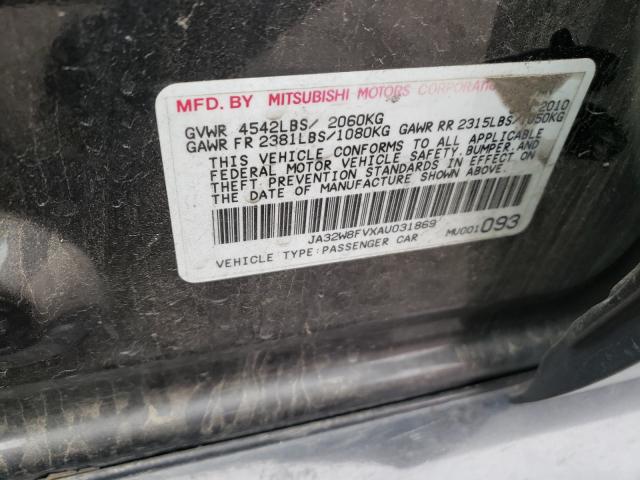 MFD. BY MITSUBISHI MOTORS CORPORATION
2010
GVWR 4542LBS/ 2060KG
GAWR FR 2381LBS/1080KG GAWR RR 2315LBS/1050KG
THIS VEHICLE CONFORMS TO ALL APPLICABLE
FEDERAL MOTOR VEHICLE SAFETY, BUMPER, AND
THEFT PREVENTION STANDARDS IN EFFECT ON
THE DATE OF MANUFACTURE SHOWN ABOVE.
JA32W8FVXAU031869
VEHICLE TYPE:PASSENGER CAR MU001093